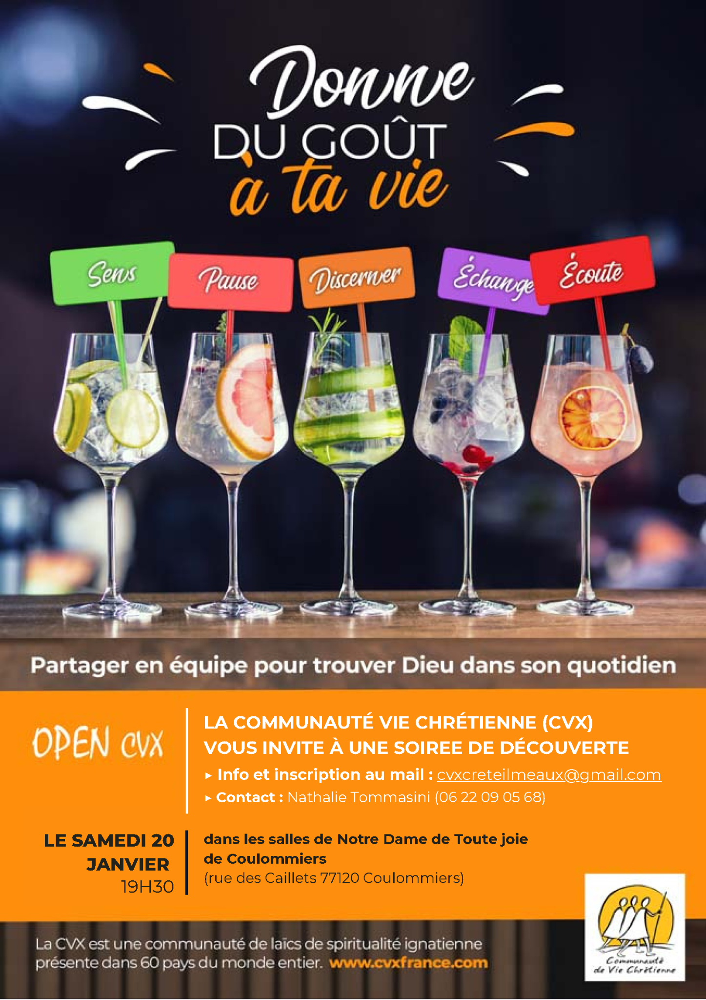 Donne
DU GOÛT
à ta vie
Sens
Pause
Discerner
Échange
Écoute
Partager en équipe pour trouver Dieu dans son quotidien
OPEN CVX
LA COMMUNAUTÉ VIE CHRÉTIENNE (CVX)
VOUS INVITE À UNE SOIREE DE DÉCOUVERTE
▸ Info et inscription au mail : cvxcreteilmeaux@gmail.com
▸ Contact : Nathalie Tommasini (06 22 09 05 68)
LE SAMEDI 20
JANVIER
19H30
dans les salles de Notre Dame de Toute joie
de Coulommiers
(rue des Caillets 77120 Coulommiers)
La CVX est une communauté de laïcs de spiritualité ignatienne
présente dans 60 pays du monde entier. www.cvxfrance.com
Communauté
de Vie Chrétienne